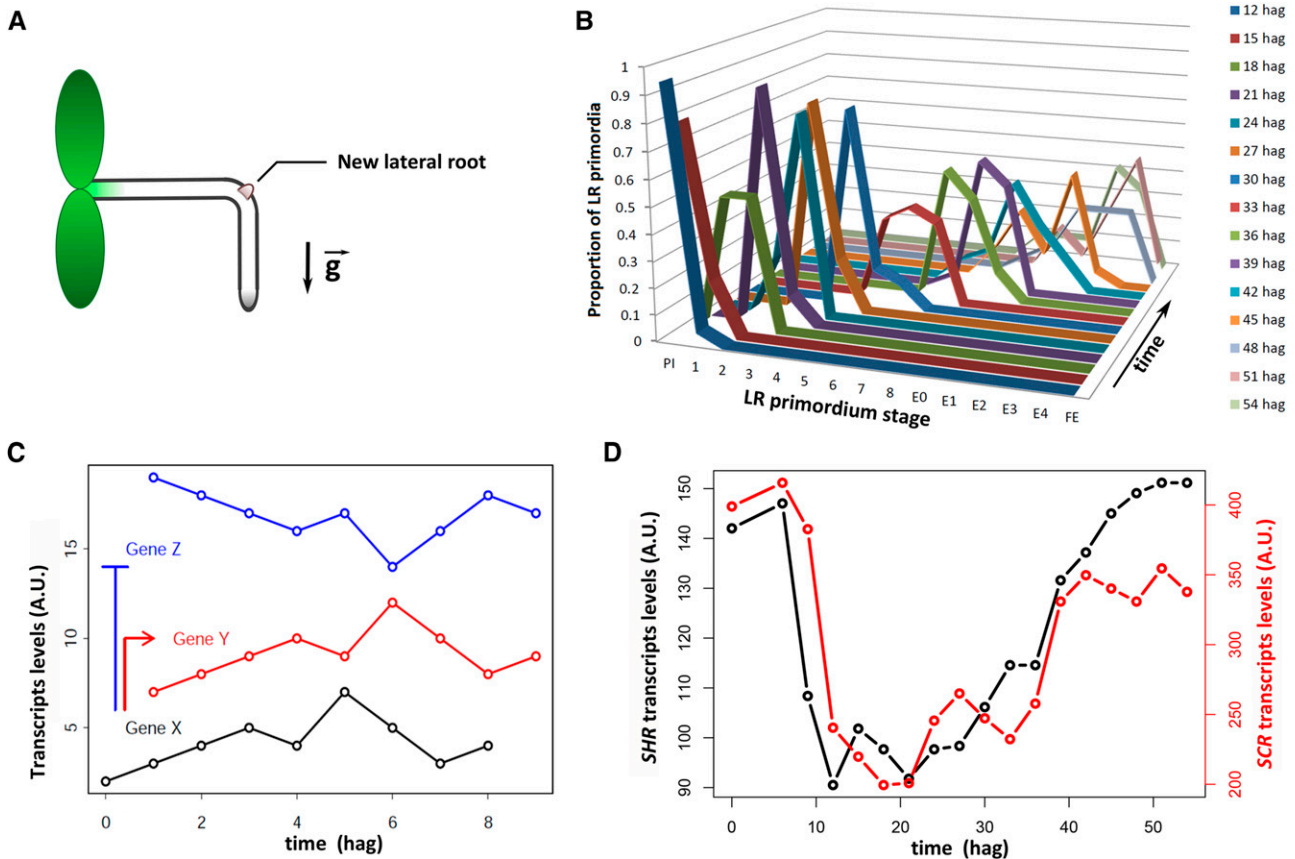 A
New lateral root
g
B
Proportion of LR primordia
1
0.9
0.8
0.7
0.6
0.5
0.4
0.3
0.2
0.1
0
PI 1 2 3 4 5 6 7 8 E0 E1 E2 E3 E4 FE
LR primordium stage
time
12 hag
15 hag
18 hag
21 hag
24 hag
27 hag
30 hag
33 hag
36 hag
39 hag
42 hag
45 hag
48 hag
51 hag
54 hag
C
Transcripts levels (A.U.)
15
10
5
Gene Z
Gene Y
Gene X
0 2 4 6 8
time (hag)
D
SHR transcripts levels (A.U.)
150
140
130
120
110
100
90
0 10 20 30 40 50
time (hag)
400
350
300
250
200
SCR transcripts levels (A.U.)